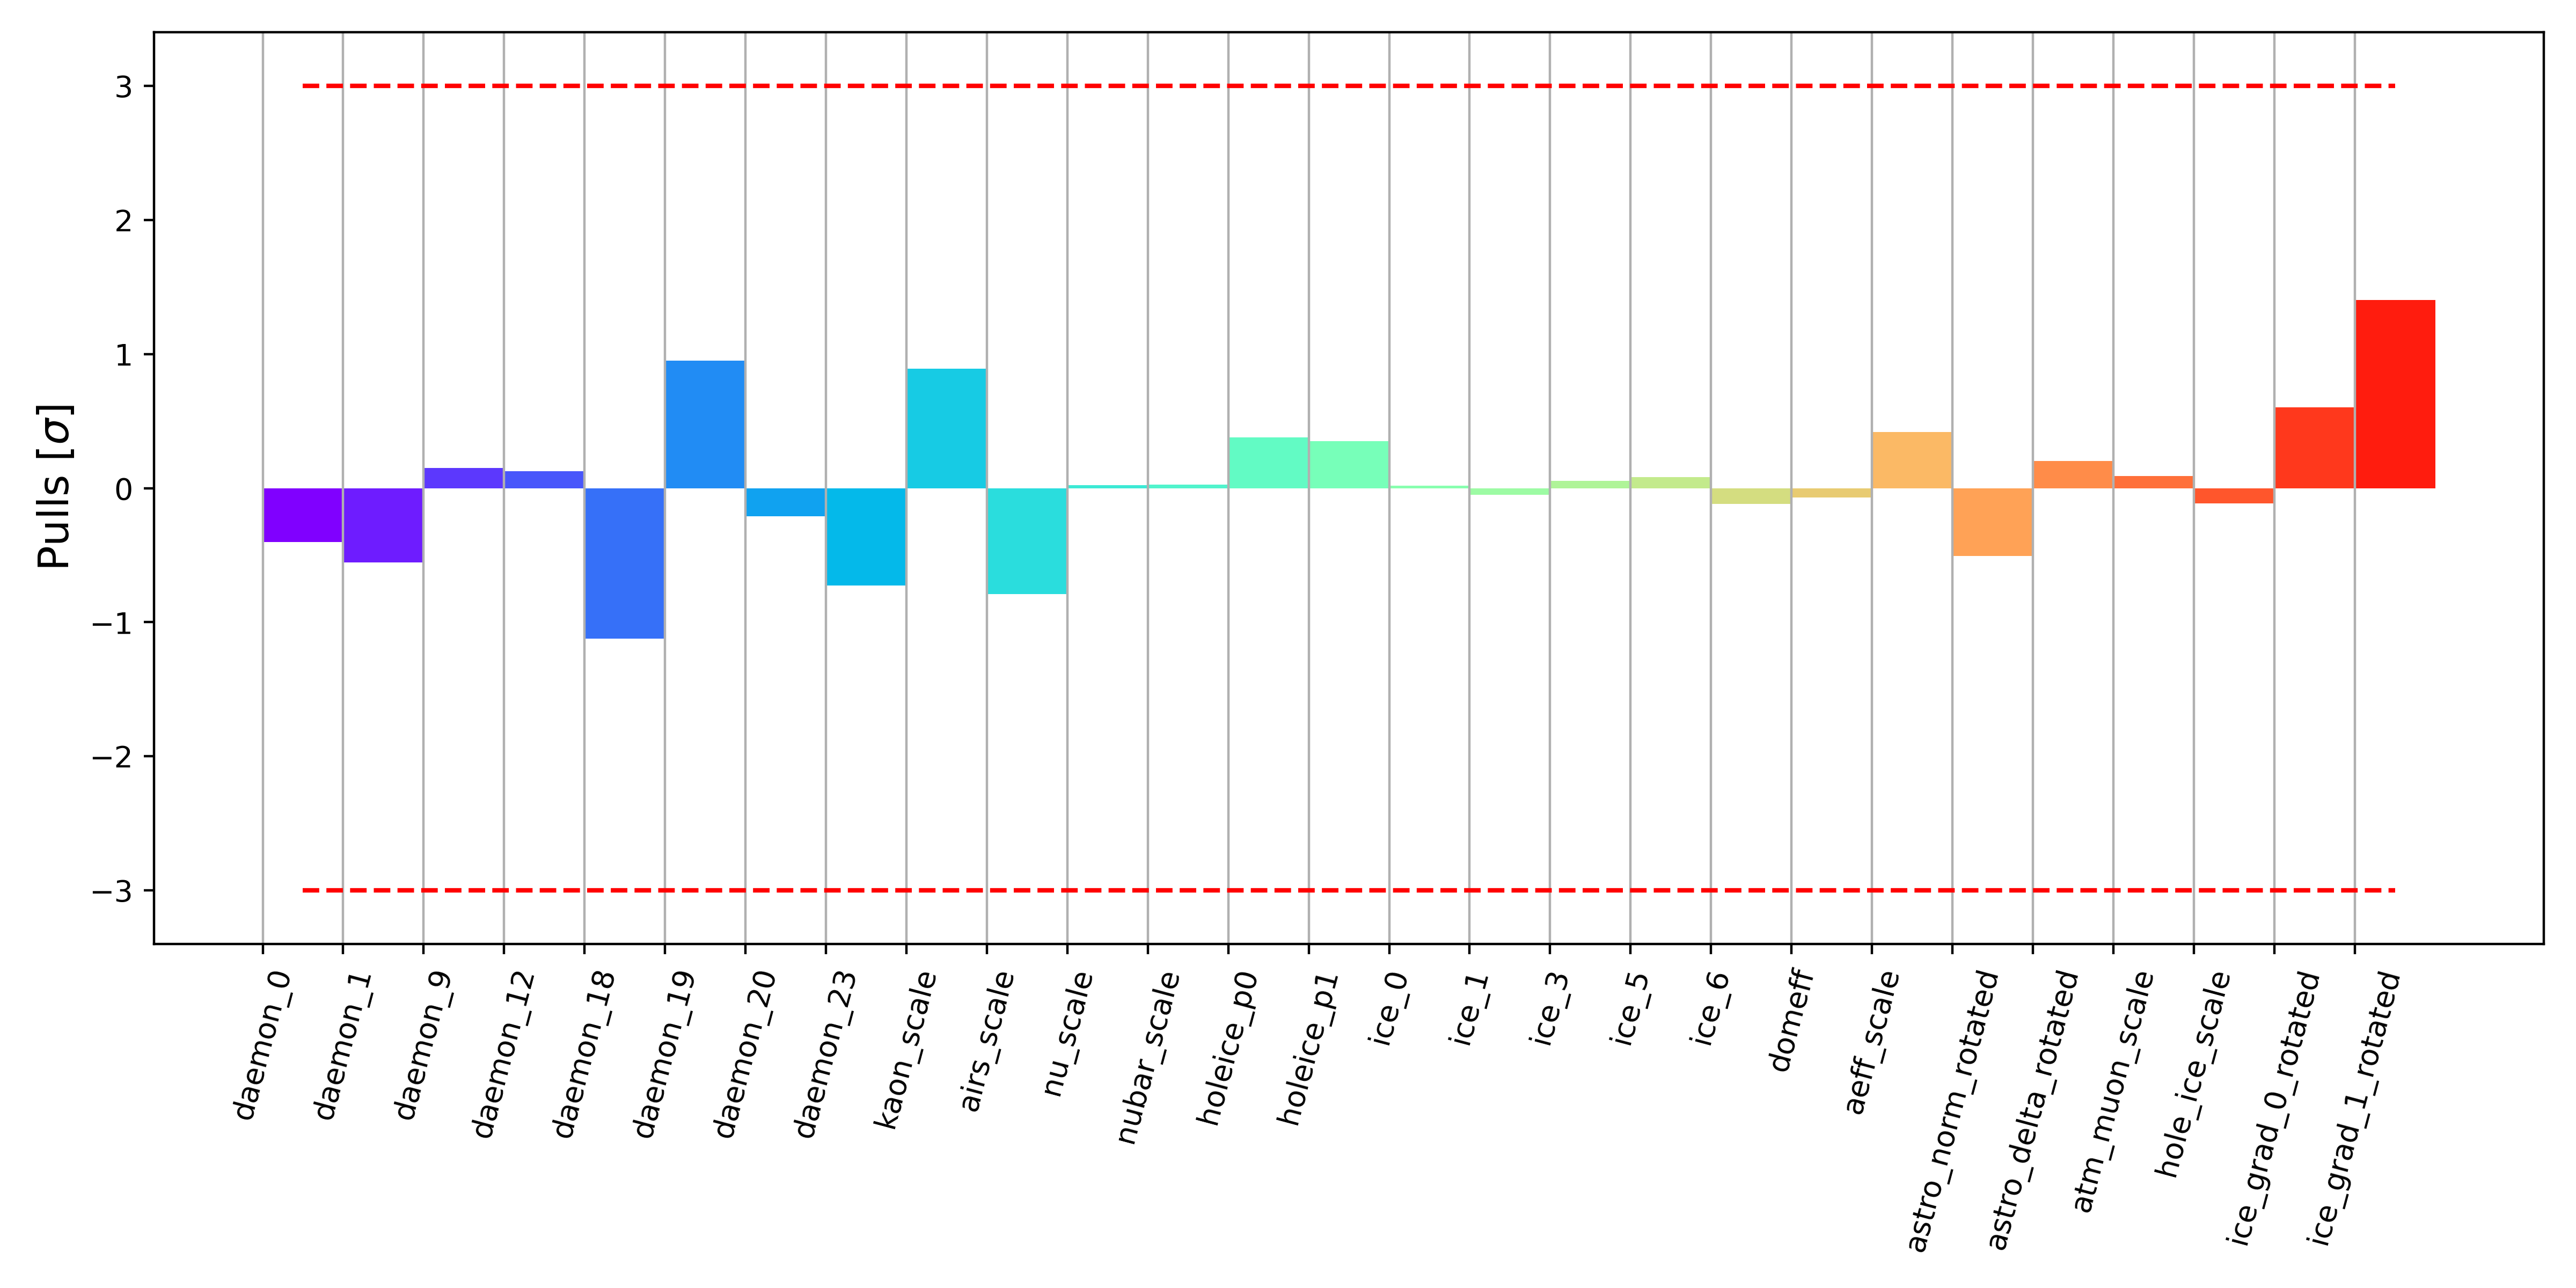 Pulls [σ]
3
2
1
0
−1
−2
−3
daemon_0
daemon_1
daemon_9
daemon_12
daemon_18
daemon_19
daemon_20
daemon_23
kaon_scale
airs_scale
nu_scale
nubar_scale
holeice_p0
holeice_p1
ice_0
ice_1
ice_3
ice_5
ice_6
domeff
aeff_scale
astro_norm_rotated
astro_delta_rotated
atm_muon_scale
hole_ice_scale
ice_grad_0_rotated
ice_grad_1_rotated